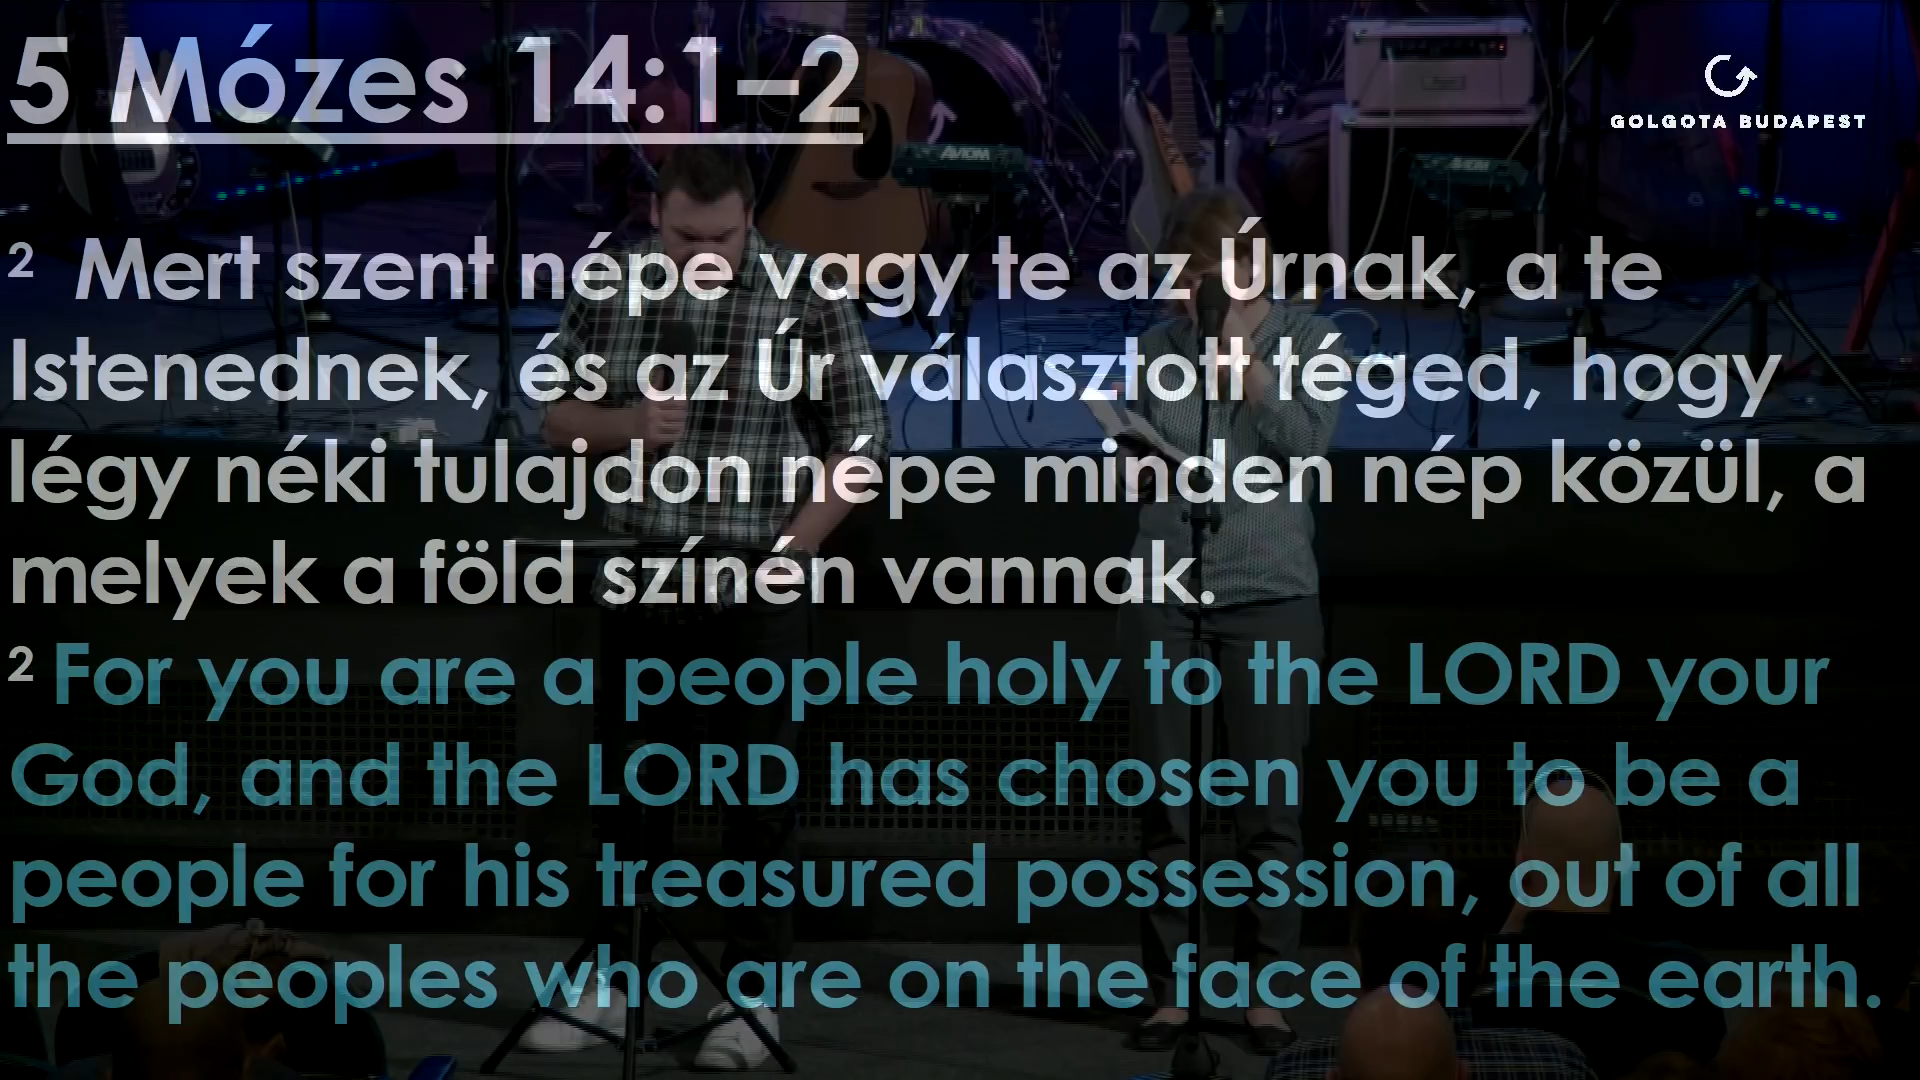 5 Mózes 14:1–2
GOLGOTA BUDAPEST
AVIOM
AVIOM
2 Mert szent népe vagy te az Úrnak, a te
Istenednek, és az Úr választott téged, hogy
légy néki tulajdon népe minden nép közül, a
melyek a föld színén vannak.
2 For you are a people holy to the LORD your
God, and the LORD has chosen you to be a
people for his treasured possession, out of all
the peoples who are on the face of the earth.